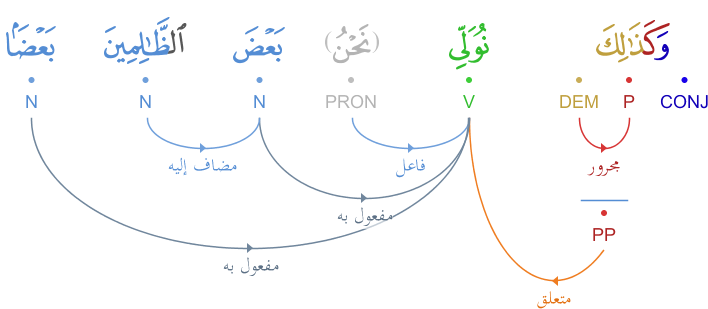 وَكَذَٰلِكَ نُوَلِّي (نَحْنُ) بَعْضَ ٱلظَّـٰلِمِينَ بَعْضًۢا
CONJ P DEM V PRON N N N
مجرور
فاعل
مضاف إليه
مفعول به
PP
مفعول به
متعلق